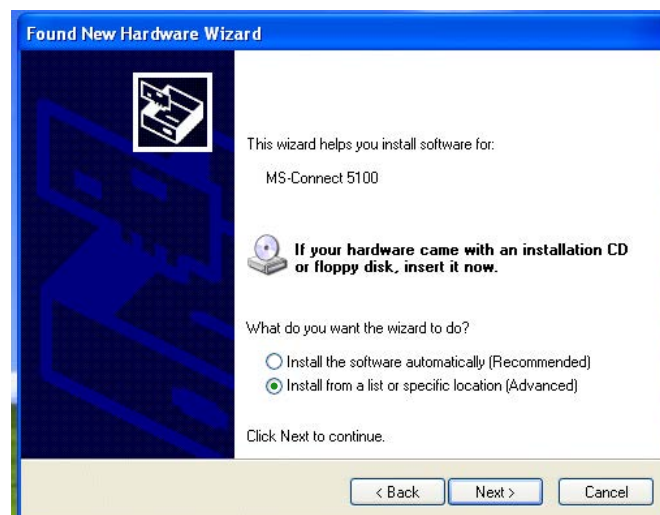 Found New Hardware Wizard
This wizard helps you install software for:
MS-Connect 5100
If your hardware came with an installation CD
or floppy disk, insert it now.
What do you want the wizard to do?
Install the software automatically (Recommended)
Install from a list or specific location (Advanced)
Click Next to continue.
< Back Next > Cancel